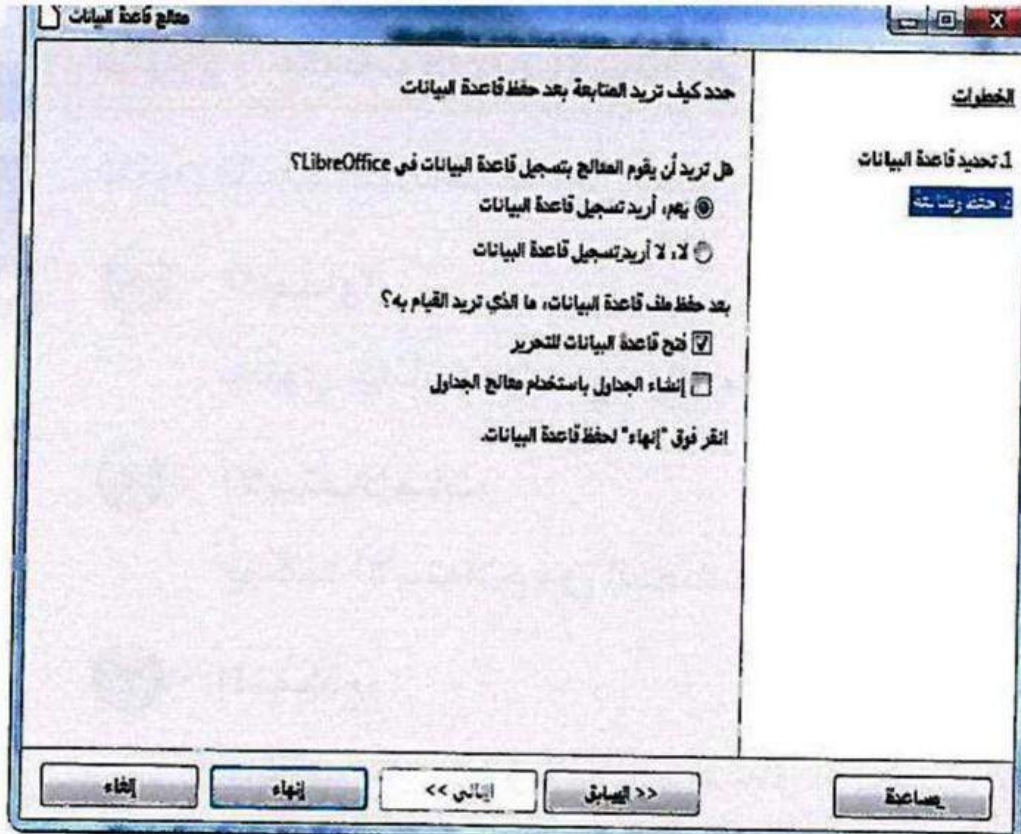 معالج قاعدة البيانات
الخطوات
1. تحديد قاعدة البيانات
2. حفظ ومتابعة
حدد كيف تريد المتابعة بعد حفظ قاعدة البيانات
هل تريد أن يقوم المعالج بتسجيل قاعدة البيانات في LibreOffice؟
نعم، أريد تسجيل قاعدة البيانات
لا، لا أريد تسجيل قاعدة البيانات
بعد حفظ ملف قاعدة البيانات، ما الذي تريد القيام به؟
فتح قاعدة البيانات للتحرير
إنشاء الجداول باستخدام معالج الجداول
انقر فوق "إنهاء" لحفظ قاعدة البيانات.
مساعدة
<< السابق
التالي >>
إنهاء
إلغاء